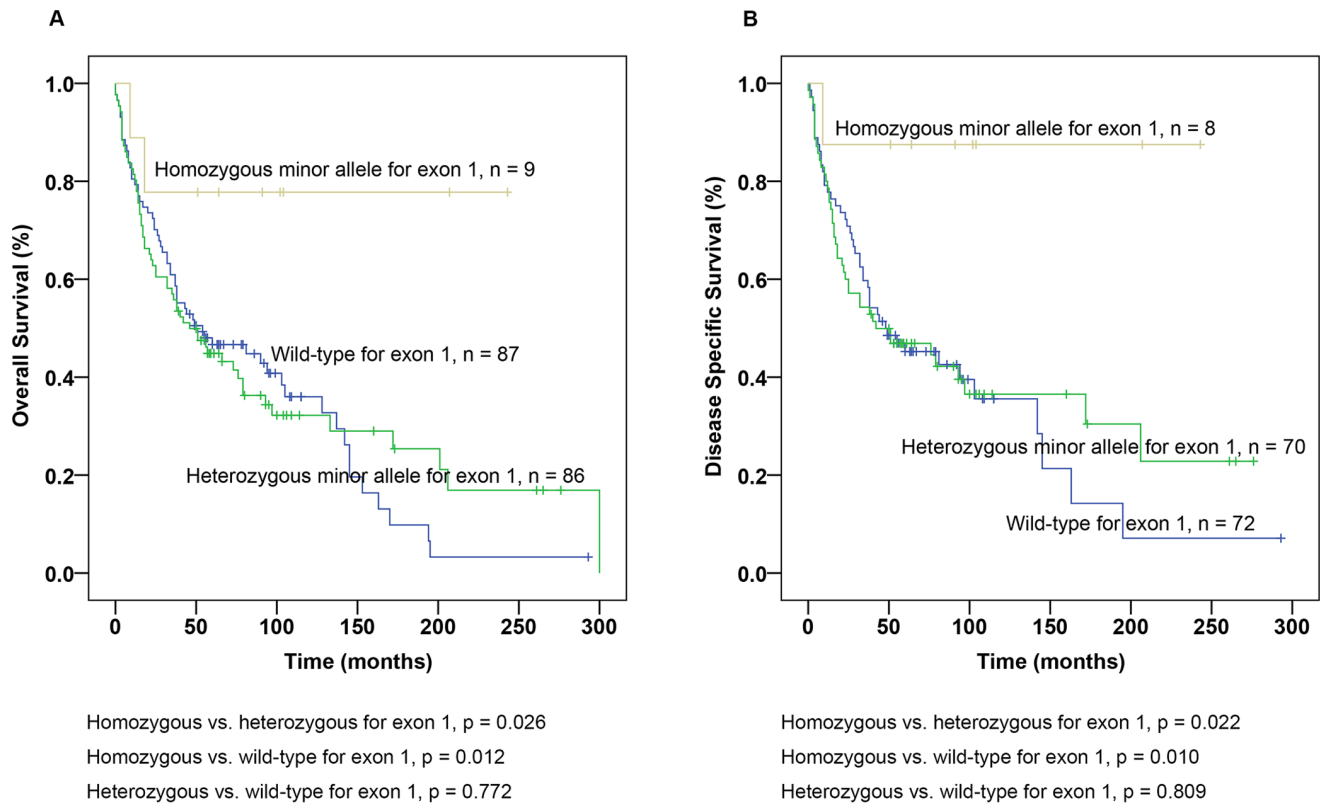 A
Overall Survival (%)
1.0
0.8
0.6
0.4
0.2
0.0
Homozygous minor allele for exon 1, n = 9
Wild-type for exon 1, n = 87
Heterozygous minor allele for exon 1, n = 86
0 50 100 150 200 250 300
Time (months)
Homozygous vs. heterozygous for exon 1, p = 0.026
Homozygous vs. wild-type for exon 1, p = 0.012
Heterozygous vs. wild-type for exon 1, p = 0.772
B
Disease Specific Survival (%)
1.0
0.8
0.6
0.4
0.2
0.0
Homozygous minor allele for exon 1, n = 8
Heterozygous minor allele for exon 1, n = 70
Wild-type for exon 1, n = 72
0 50 100 150 200 250 300
Time (months)
Homozygous vs. heterozygous for exon 1, p = 0.022
Homozygous vs. wild-type for exon 1, p = 0.010
Heterozygous vs. wild-type for exon 1, p = 0.809